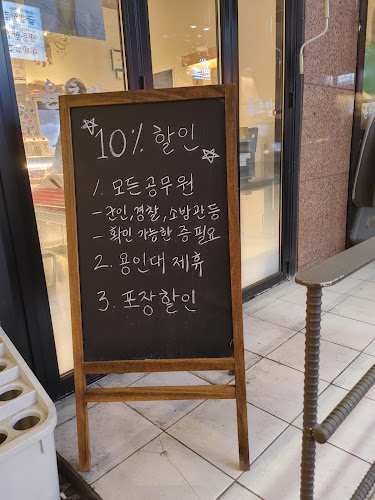 10% 할인
1. 모든 공무원
- 군인, 경찰, 소방관 등
- 확인 가능한 증 필요
2. 용인대 제휴
3. 포장할인